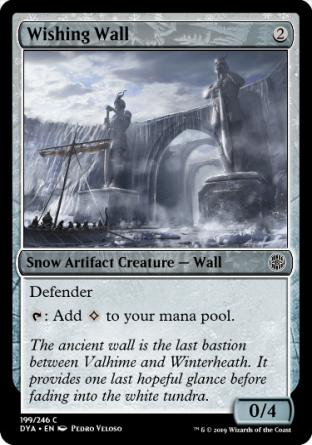 Wishing Wall 2
Snow Artifact Creature — Wall
Defender
: Add to your mana pool.
The ancient wall is the last bastion
between Valhime and Winterheath. It
provides one last hopeful glance before
fading into the white tundra.
0/4
199/246 C
DYA • EN PEDRO VELOSO
™ & © 2019 Wizards of the Coast